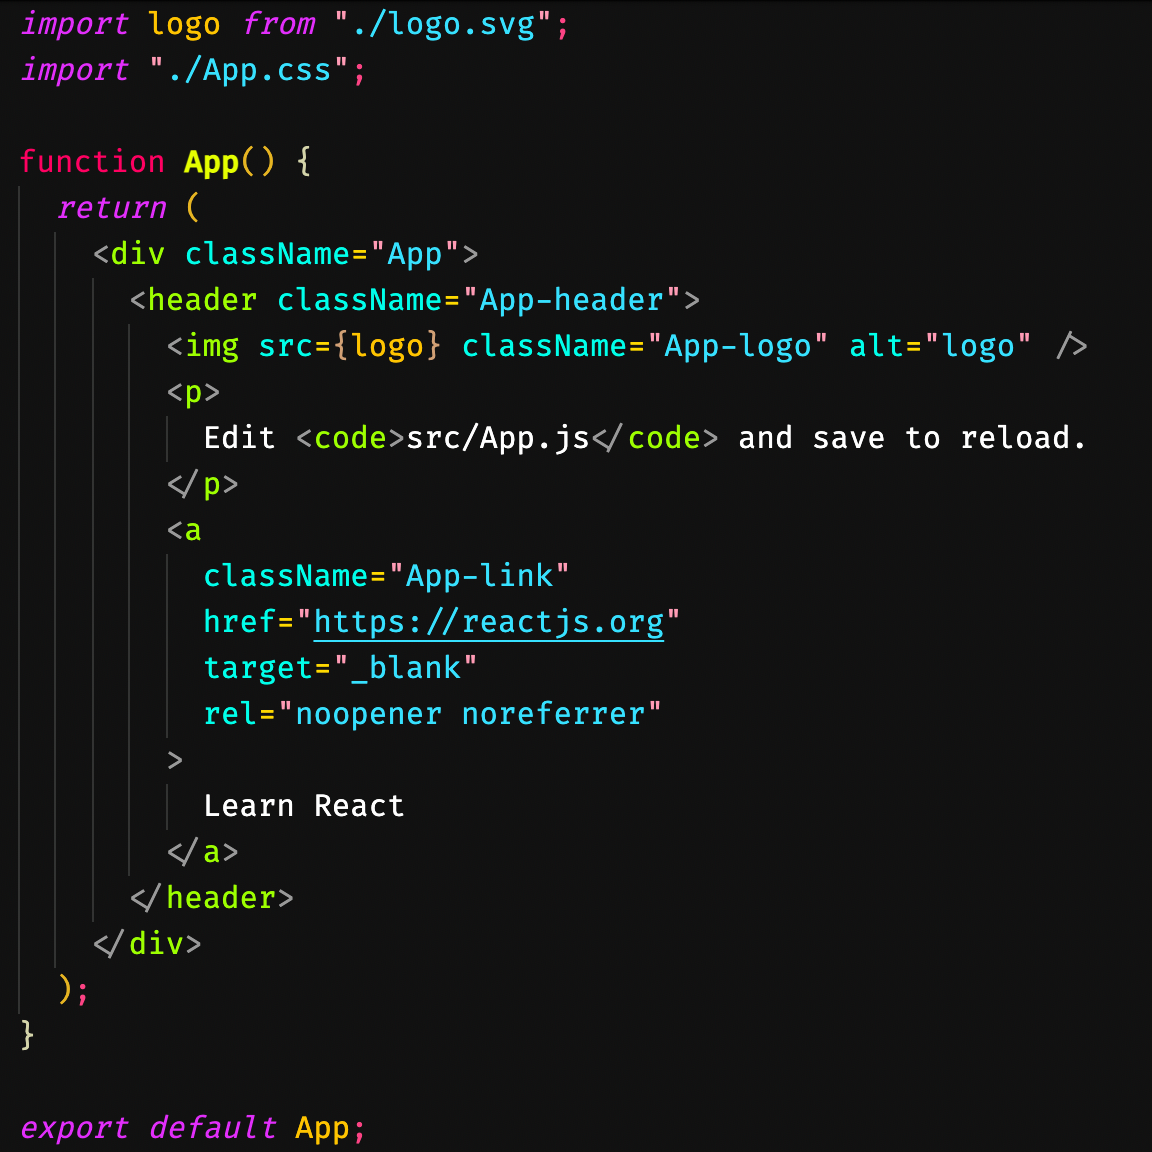 import logo from "./logo.svg";
import "./App.css";

function App() {
  return (
    <div className="App">
      <header className="App-header">
        <img src={logo} className="App-logo" alt="logo" />
        <p>
          Edit <code>src/App.js</code> and save to reload.
        </p>
        <a
          className="App-link"
          href="https://reactjs.org"
          target="_blank"
          rel="noopener noreferrer"
        >
          Learn React
        </a>
      </header>
    </div>
  );
}

export default App;